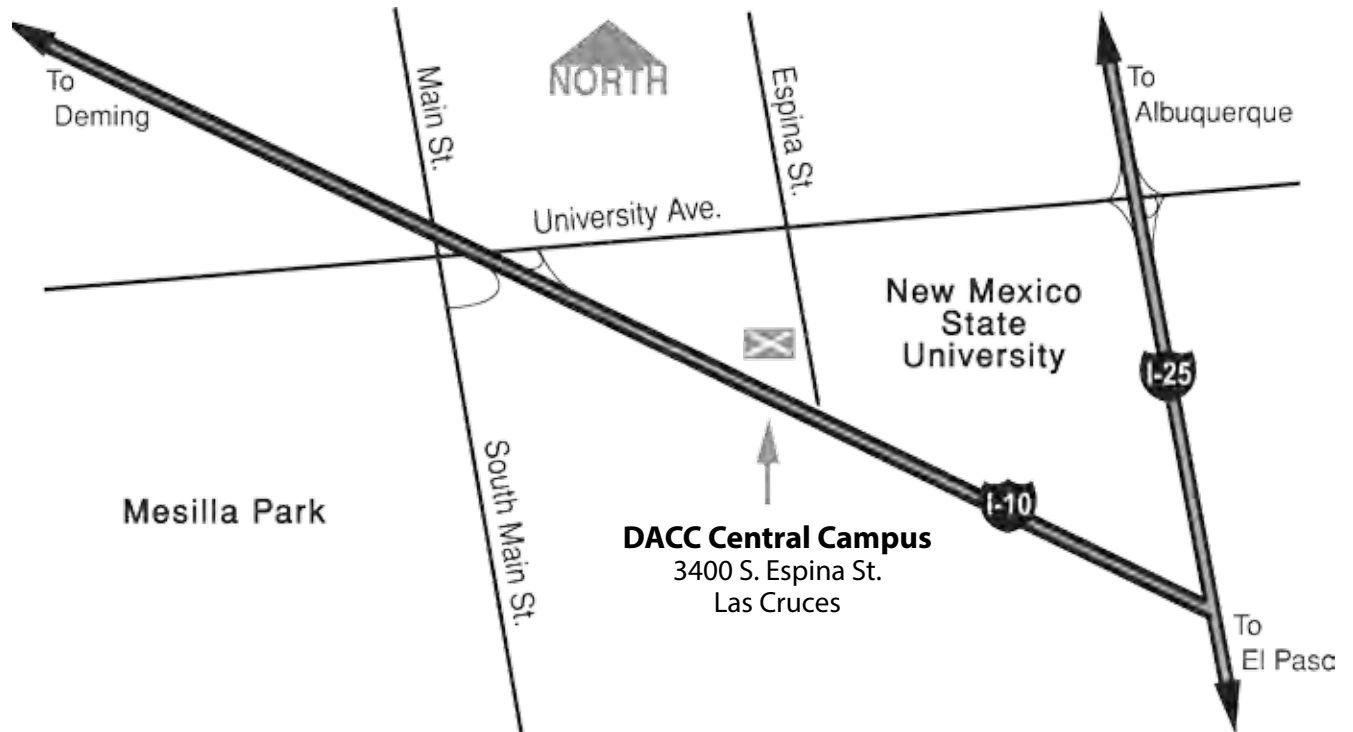 To
Deming
Main St.
NORTH
Espina St.
To
Albuquerque
University Ave.
New Mexico
State
University
I-25
Mesilla Park
South Main St.
I-10
DACC Central Campus
3400 S. Espina St.
Las Cruces
To
El Pasc